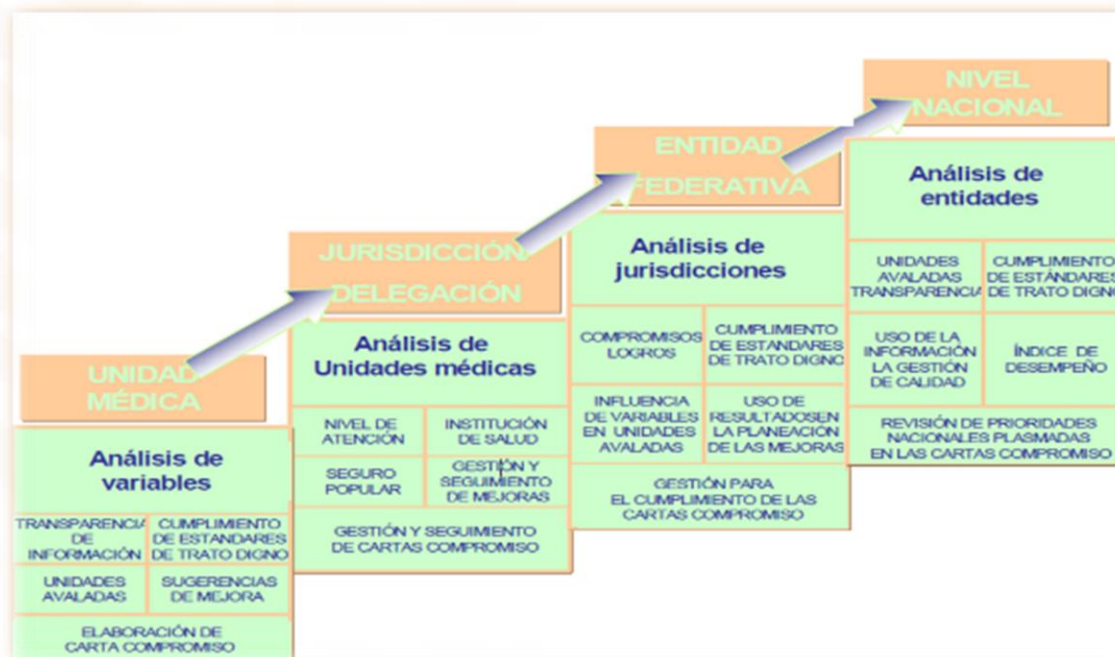 UNIDAD
MÉDICA
Análisis de
variables
TRANSPARENCIA
DE
INFORMACIÓN
CUMPLIMIENTO
DE ESTANDARES
DE TRATO DIGNO
UNIDADES
AVALADAS
SUGERENCIAS
DE MEJORA
ELABORACIÓN DE
CARTA COMPROMISO
JURISDICCIÓN/
DELEGACIÓN
Análisis de
Unidades médicas
NIVEL DE
ATENCIÓN
INSTITUCIÓN
DE SALUD
SEGURO
POPULAR
GESTIÓN Y
SEGUIMIENTO
DE MEJORAS
GESTIÓN Y SEGUIMIENTO
DE CARTAS COMPROMISO
ENTIDAD
FEDERATIVA
Análisis de
jurisdicciones
COMPROMISOS
LOGROS
CUMPLIMIENTO
DE ESTANDARES
DE TRATO DIGNO
INFLUENCIA
DE VARIABLES
EN UNIDADES
AVALADAS
USO DE
RESULTADOSEN
LA PLANEACIÓN
DE LAS MEJORAS
GESTIÓN PARA
EL CUMPLIMIENTO DE LAS
CARTAS COMPROMISO
NIVEL
NACIONAL
Análisis de
entidades
UNIDADES
AVALADAS
TRANSPARENCIA
CUMPLIMIENTO
DE ESTÁNDARES
DE TRATO DIGNO
USO DE LA
INFORMACIÓN
LA GESTIÓN
DE CALIDAD
ÍNDICE DE
DESEMPEÑO
REVISIÓN DE PRIORIDADES
NACIONALES PLASMADAS
EN LAS CARTAS COMPROMISO